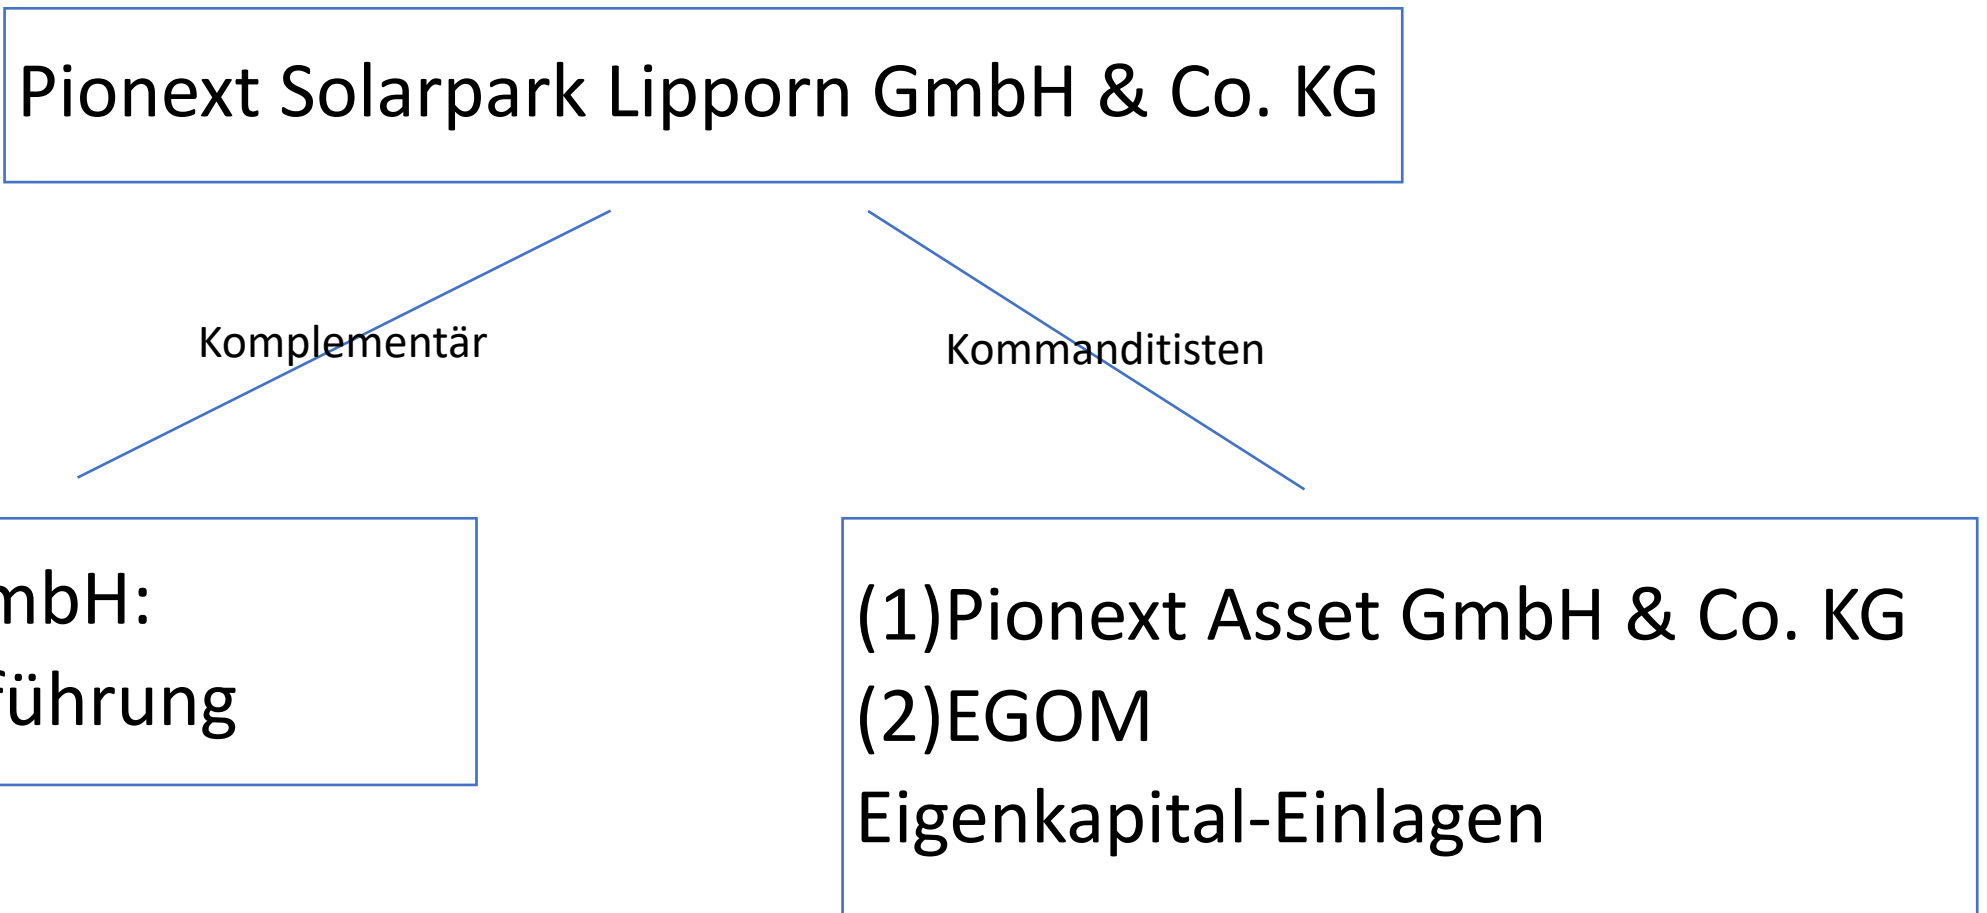 Pionext Solarpark Lipporn GmbH & Co. KG
Komplementär
Kommanditisten
mbH:
führung
(1)Pionext Asset GmbH & Co. KG
(2)EGOM
Eigenkapital-Einlagen